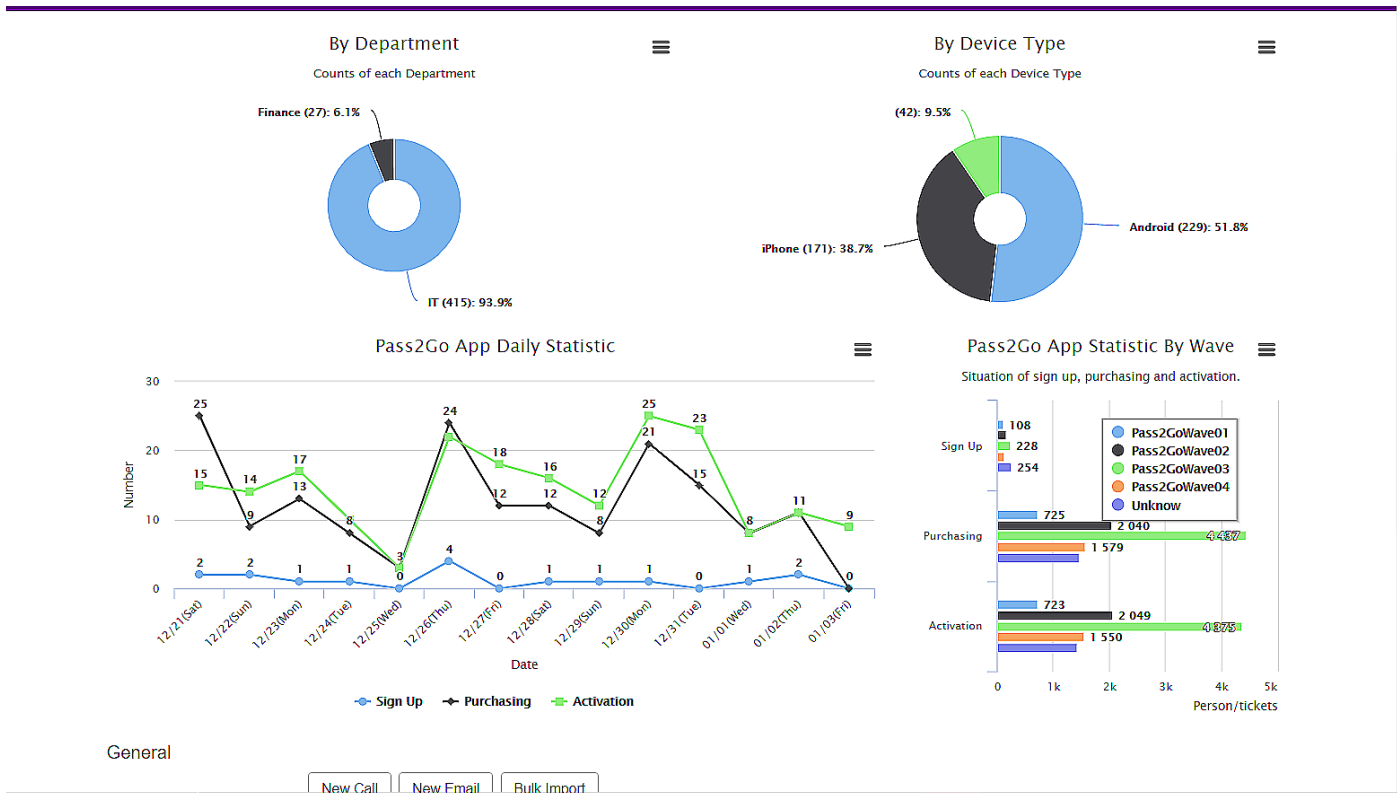 By Department
Counts of each Department
Finance (27): 6.1%
IT (415): 93.9%
By Device Type
Counts of each Device Type
(42): 9.5%
iPhone (171): 38.7%
Android (229): 51.8%
Pass2Go App Daily Statistic
Number
30
20
10
0
25
15
14
9
17
13
8
3
24
18
12
16
12
12
8
25
21
23
15
8
11
9
0
2
2
1
1
0
4
0
1
1
1
0
1
2
12/21(Sat)
12/22(Sun)
12/23(Mon)
12/24(Tue)
12/25(Wed)
12/26(Thu)
12/27(Fri)
12/28(Sat)
12/29(Sun)
12/30(Mon)
12/31(Tue)
01/01(Wed)
01/02(Thu)
01/03(Fri)
Date
Sign Up Purchasing Activation
Pass2Go App Statistic By Wave
Situation of sign up, purchasing and activation.
Sign Up
108
228
254
Pass2GoWave01
Pass2GoWave02
Pass2GoWave03
Pass2GoWave04
Unknow
Purchasing
725
2 040
1 579
Activation
723
2 049
1 550
0 1k 2k 3k 4k 5k
Person/tickets
General
New Call New Email Bulk Import